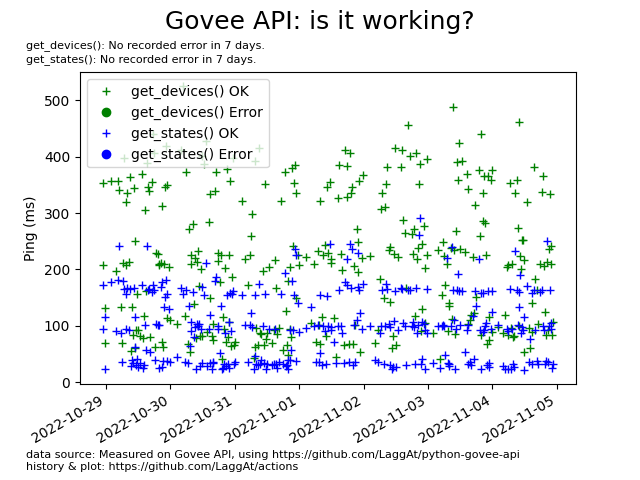 Govee API: is it working?
get_devices(): No recorded error in 7 days.
get_states(): No recorded error in 7 days.
get_devices() OK
get_devices() Error
get_states() OK
get_states() Error
Ping (ms)
500
400
300
200
100
0
2022-10-29
2022-10-30
2022-10-31
2022-11-01
2022-11-02
2022-11-03
2022-11-04
2022-11-05
data source: Measured on Govee API, using https://github.com/LaggAt/python-govee-api
history & plot: https://github.com/LaggAt/actions